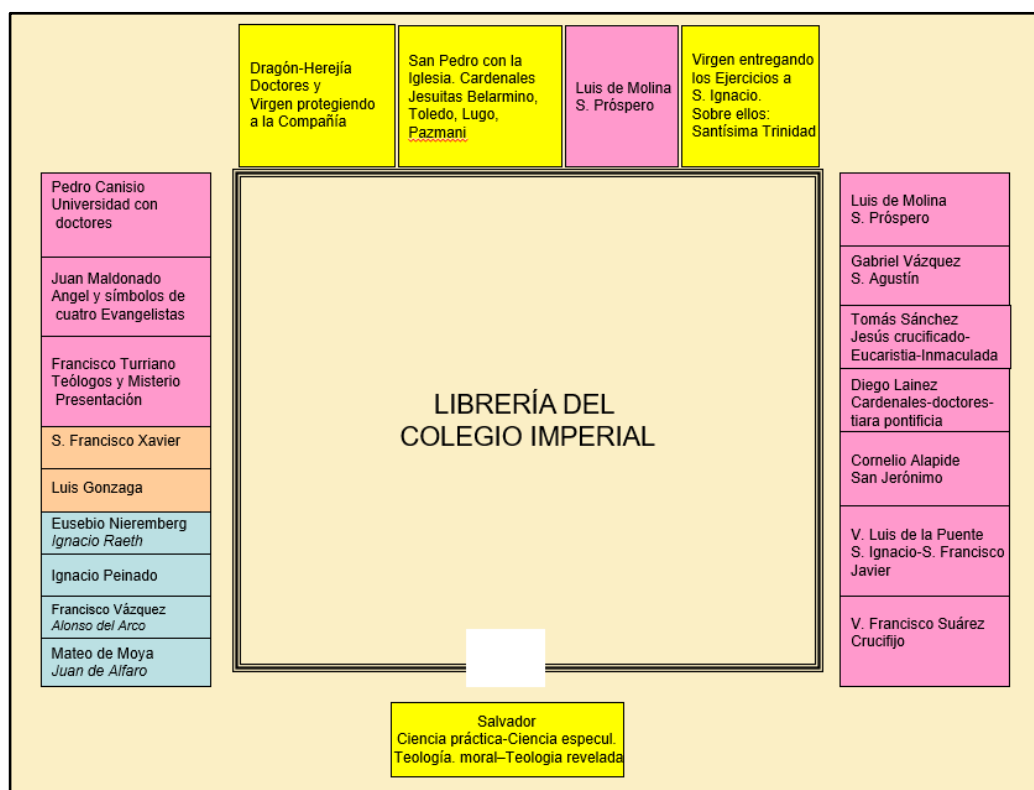 Dragón-Herejía
Doctores y
Virgen protegiendo
a la Compañía
San Pedro con la
Iglesia. Cardenales
Jesuitas Belarmino,
Toledo, Lugo,
Pazmani
Luis de Molina
S. Próspero
Virgen entregando
los Ejercicios a
S. Ignacio.
Sobre ellos:
Santísima Trinidad
Pedro Canisio
Universidad con
doctores
Juan Maldonado
Angel y símbolos de
cuatro Evangelistas
Francisco Turriano
Teólogos y Misterio
Presentación
S. Francisco Xavier
Luis Gonzaga
Eusebio Nieremberg
Ignacio Raeth
Ignacio Peinado
Francisco Vázquez
Alonso del Arco
Mateo de Moya
Juan de Alfaro
LIBRERÍA DEL
COLEGIO IMPERIAL
Luis de Molina
S. Próspero
Gabriel Vázquez
S. Agustín
Tomás Sánchez
Jesús crucificado-
Eucaristia-Inmaculada
Diego Lainez
Cardenales-doctores-
tiara pontificia
Cornelio Alapide
San Jerónimo
V. Luis de la Puente
S. Ignacio-S. Francisco
Javier
V. Francisco Suárez
Crucifijo
Salvador
Ciencia práctica-Ciencia especul.
Teología. moral–Teologia revelada